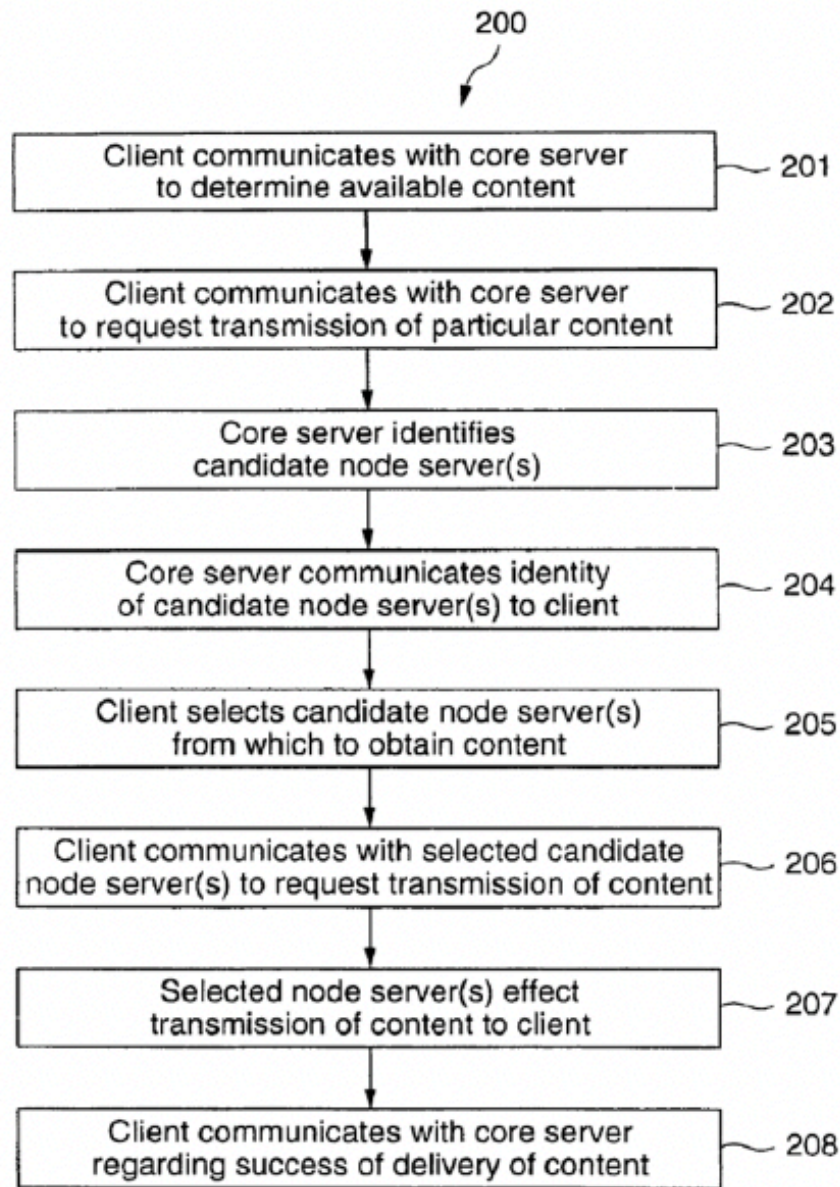 200
Client communicates with core server
to determine available content
201
Client communicates with core server
to request transmission of particular content
202
Core server identifies
candidate node server(s)
203
Core server communicates identity
of candidate node server(s) to client
204
Client selects candidate node server(s)
from which to obtain content
205
Client communicates with selected candidate
node server(s) to request transmission of content
206
Selected node server(s) effect
transmission of content to client
207
Client communicates with core server
regarding success of delivery of content
208